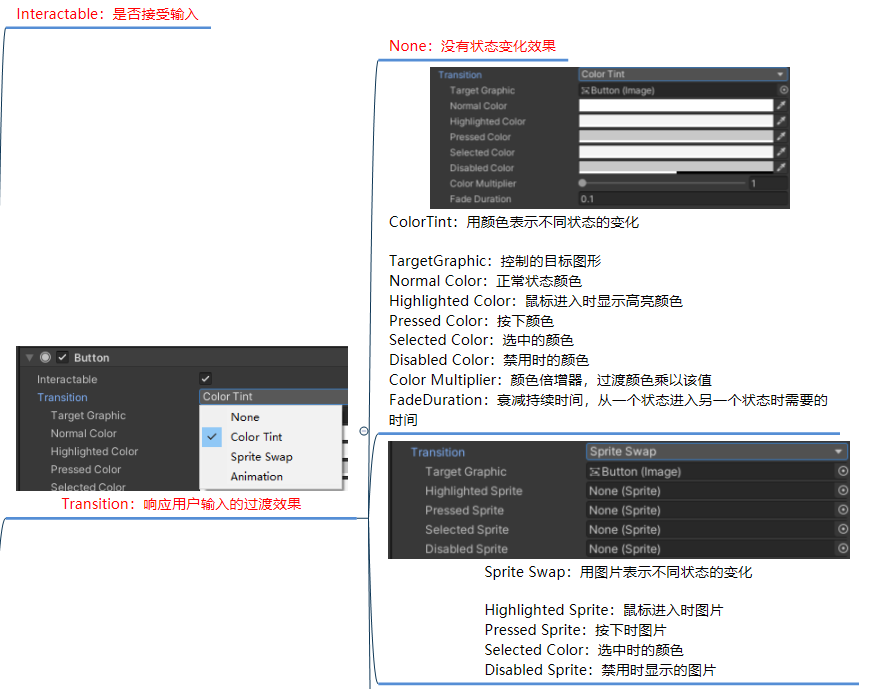 Interactable：是否接受输入
None：没有状态变化效果
Transition
Color Tint
Target Graphic
Button (Image)
Normal Color
Highlighted Color
Pressed Color
Selected Color
Disabled Color
Color Multiplier
1
Fade Duration
0.1
ColorTint：用颜色表示不同状态的变化
TargetGraphic：控制的目标图形
Normal Color：正常状态颜色
Highlighted Color：鼠标进入时显示高亮颜色
Pressed Color：按下颜色
Selected Color：选中的颜色
Disabled Color：禁用时的颜色
Color Multiplier：颜色倍增器，过渡颜色乘以该值
FadeDuration：衰减持续时间，从一个状态进入另一个状态时需要的
时间
Button
Interactable
Transition
Color Tint
Target Graphic
Normal Color
Highlighted Color
Pressed Color
Selected Color
None
Color Tint
Sprite Swap
Animation
Transition：响应用户输入的过渡效果
Transition
Sprite Swap
Target Graphic
Button (Image)
Highlighted Sprite
None (Sprite)
Pressed Sprite
None (Sprite)
Selected Sprite
None (Sprite)
Disabled Sprite
None (Sprite)
Sprite Swap：用图片表示不同状态的变化
Highlighted Sprite：鼠标进入时图片
Pressed Sprite：按下时图片
Selected Color：选中时的颜色
Disabled Sprite：禁用时显示的图片